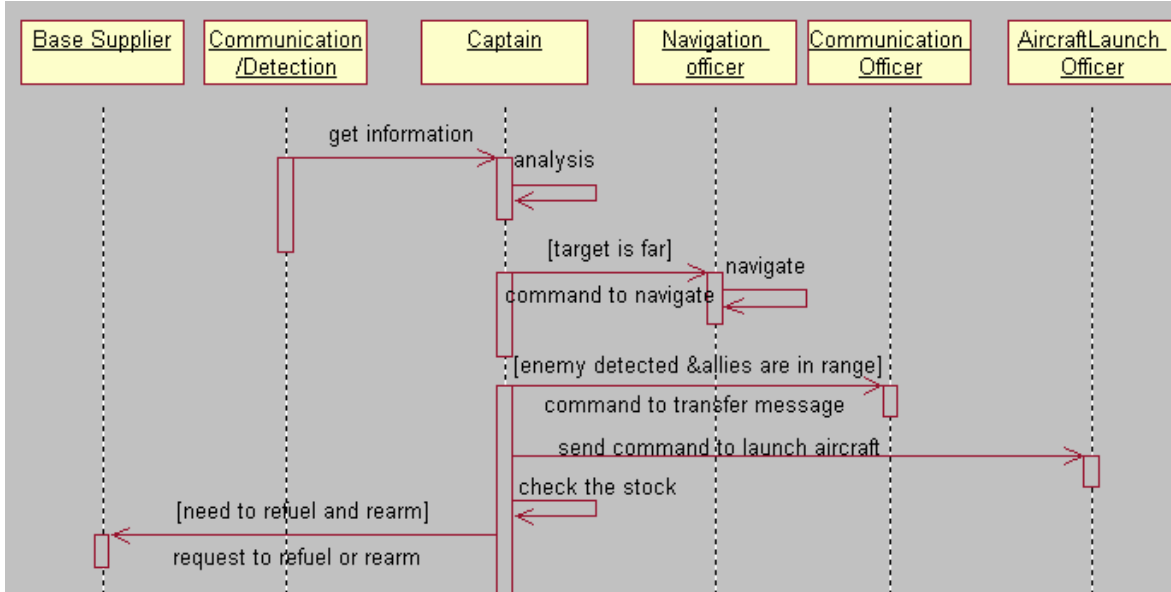 Base Supplier
Communication
/Detection
Captain
Navigation
officer
Communication
Officer
AircraftLaunch
Officer
get information
analysis
[target is far]
navigate
command to navigate
[enemy detected &allies are in range]
command to transfer message
send command to launch aircraft
check the stock
[need to refuel and rearm]
request to refuel or rearm